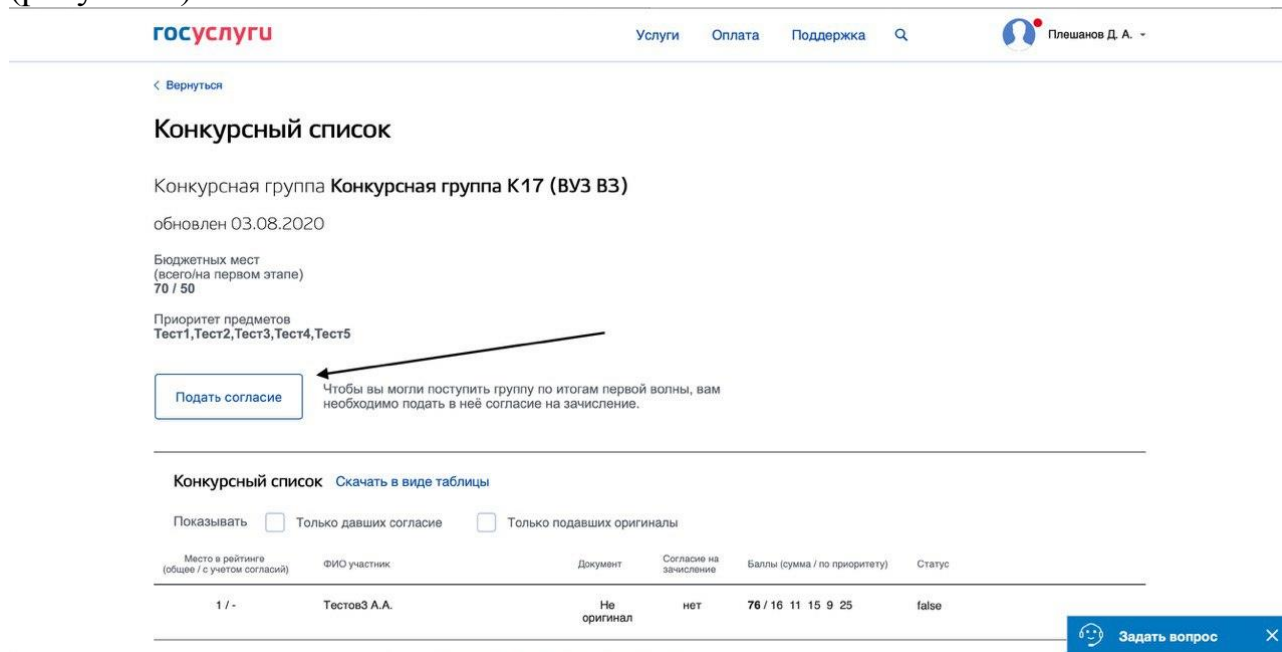 госуслуги Услуги Оплата Поддержка Плешанов Д. А.
Вернуться
Конкурсный список
Конкурсная группа Конкурсная группа К17 (ВУЗ ВЗ)
обновлен 03.08.2020
Бюджетных мест
(всего/на первом этапе)
70 / 50
Приоритет предметов
Тест1,Тест2,Тест3,Тест4,Тест5
Подать согласие
Чтобы вы могли поступить группу по итогам первой волны, вам
необходимо подать в неё согласие на зачисление.
Конкурсный список Скачать в виде таблицы
Показывать Только давших согласие Только подавших оригиналы
Место в рейтинге
(общее / с учетом согласий)
ФИО участник
Документ
Согласие на
зачисление
Баллы (сумма / по приоритету)
Статус
1 / - Тестов3 А.А. Не
оригинал
нет 76 / 16 11 15 9 25 false
Задать вопрос